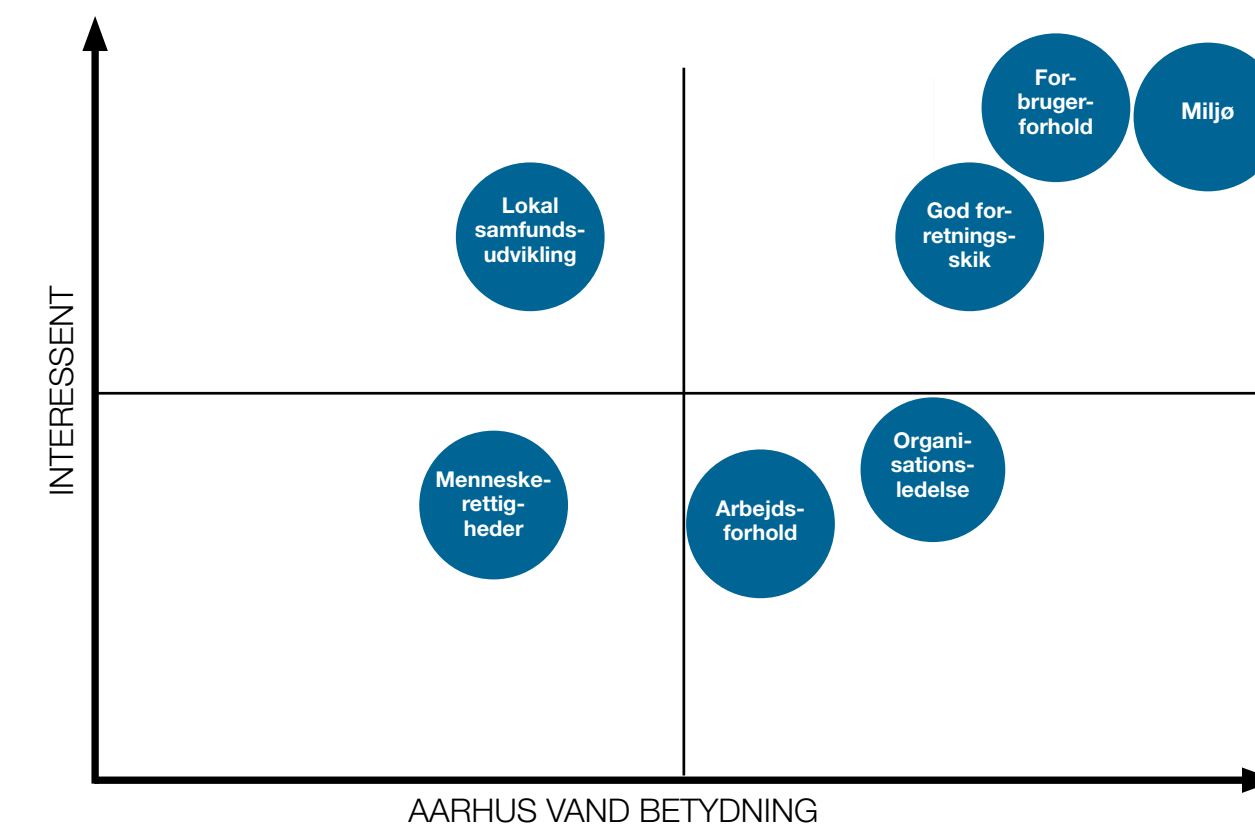 For-
bruger-
forhold
Miljø
Lokal
samfunds-
udvikling
God for-
retnings-
skik
INTERESSENT
Menneske-
rettig-
heder
Arbejds-
forhold
Organi-
sations-
ledelse
AARHUS VAND BETYDNING